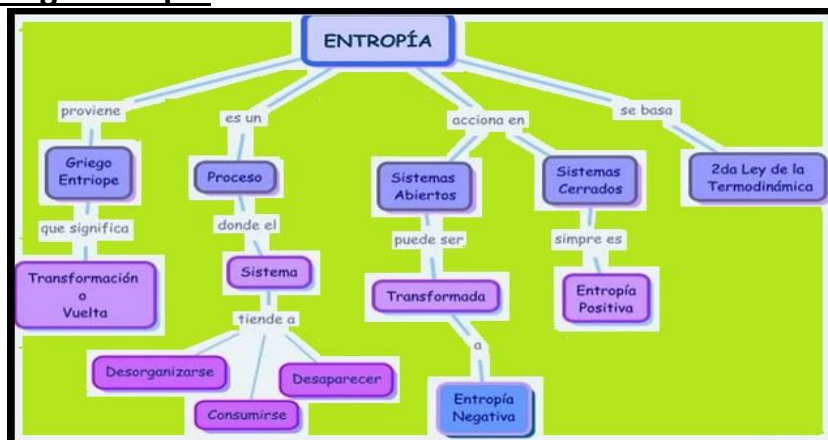 ENTROPÍA
proviene
es un
acciona en
se basa
Griego
Entriope
Proceso
Sistemas
Abiertos
Sistemas
Cerrados
2da Ley de la
Termodinámica
que significa
donde el
puede ser
simpre es
Transformación
o
Vuelta
Sistema
Transformada
Entropía
Positiva
tiende a
a
Desorganizarse
Consumirse
Desaparecer
Entropía
Negativa